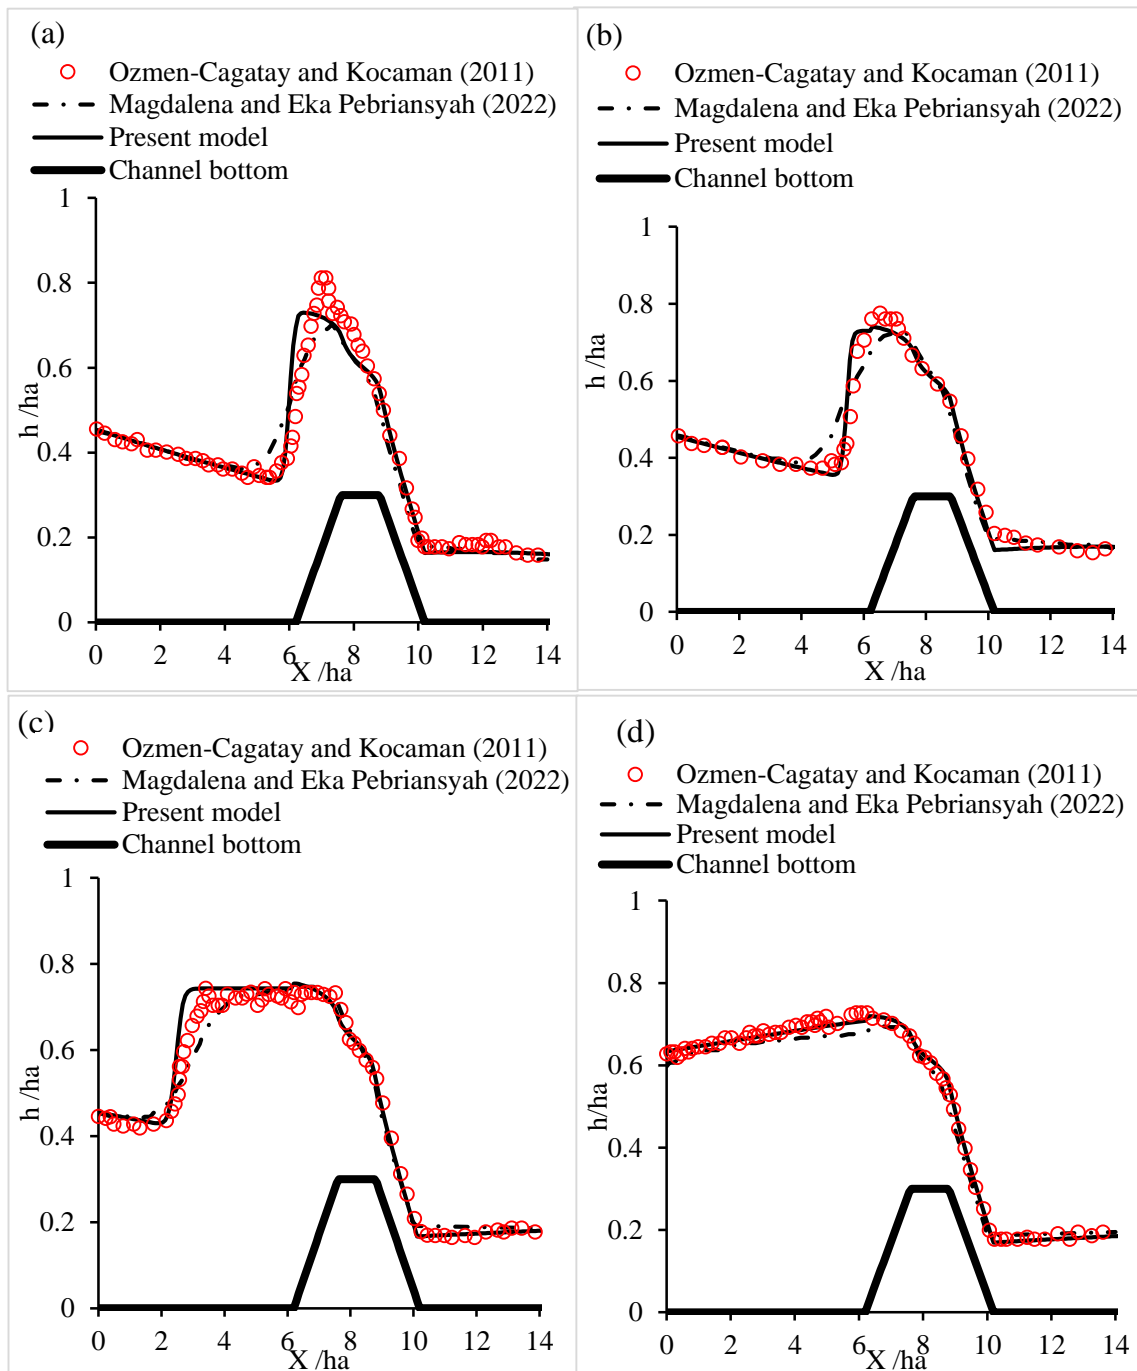 (a)
Ozmen-Cagatay and Kocaman (2011)
Magdalena and Eka Pebriansyah (2022)
Present model
Channel bottom
1
0.8
0.6
0.4
0.2
0
h /ha
0 2 4 6 8 10 12 14
X /ha
(b)
Ozmen-Cagatay and Kocaman (2011)
Magdalena and Eka Pebriansyah (2022)
Present model
Channel bottom
1
0.8
0.6
0.4
0.2
0
h /ha
0 2 4 6 8 10 12 14
X /ha
(c)
Ozmen-Cagatay and Kocaman (2011)
Magdalena and Eka Pebriansyah (2022)
Present model
Channel bottom
1
0.8
0.6
0.4
0.2
0
h /ha
0 2 4 6 8 10 12 14
X /ha
(d)
Ozmen-Cagatay and Kocaman (2011)
Magdalena and Eka Pebriansyah (2022)
Present model
Channel bottom
1
0.8
0.6
0.4
0.2
0
h/ha
0 2 4 6 8 10 12 14
X /ha